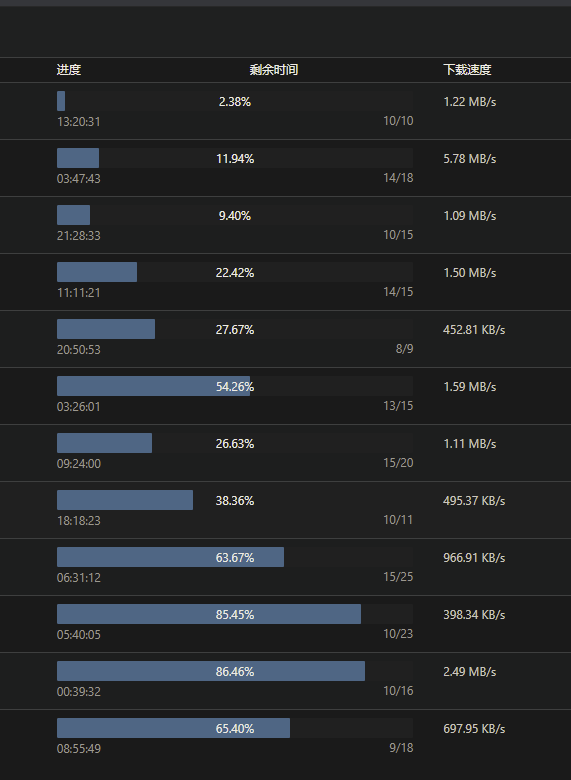 进度 剩余时间 下载速度
2.38% 1.22 MB/s
13:20:31 10/10
11.94% 5.78 MB/s
03:47:43 14/18
9.40% 1.09 MB/s
21:28:33 10/15
22.42% 1.50 MB/s
11:11:21 14/15
27.67% 452.81 KB/s
20:50:53 8/9
54.26% 1.59 MB/s
03:26:01 13/15
26.63% 1.11 MB/s
09:24:00 15/20
38.36% 495.37 KB/s
18:18:23 10/11
63.67% 966.91 KB/s
06:31:12 15/25
85.45% 398.34 KB/s
05:40:05 10/23
86.46% 2.49 MB/s
00:39:32 10/16
65.40% 697.95 KB/s
08:55:49 9/18